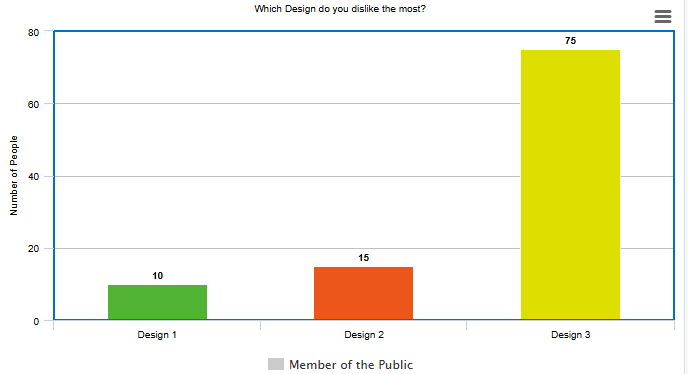 Which Design do you dislike the most?
80
75
60
Number of People
40
20
15
10
0
Design 1 Design 2 Design 3
Member of the Public